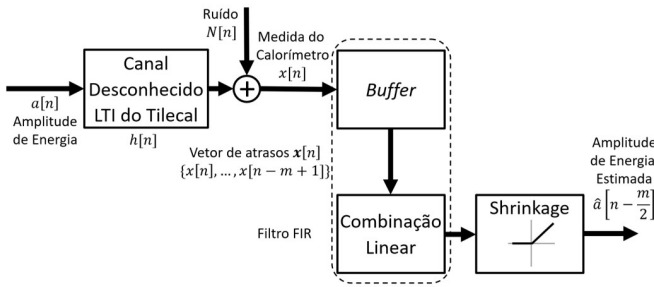 Ruído
N[n]
Medida do
Calorímetro
x[n]
Canal
Desconhecido
LTI do Tilecal
h[n]
a[n]
Amplitude
de Energia
Buffer
Vetor de atrasos x[n]
{x[n], …, x[n − m + 1]}
Filtro FIR
Combinação
Linear
Shrinkage
Amplitude
de Energia
Estimada
â[n − m/2]